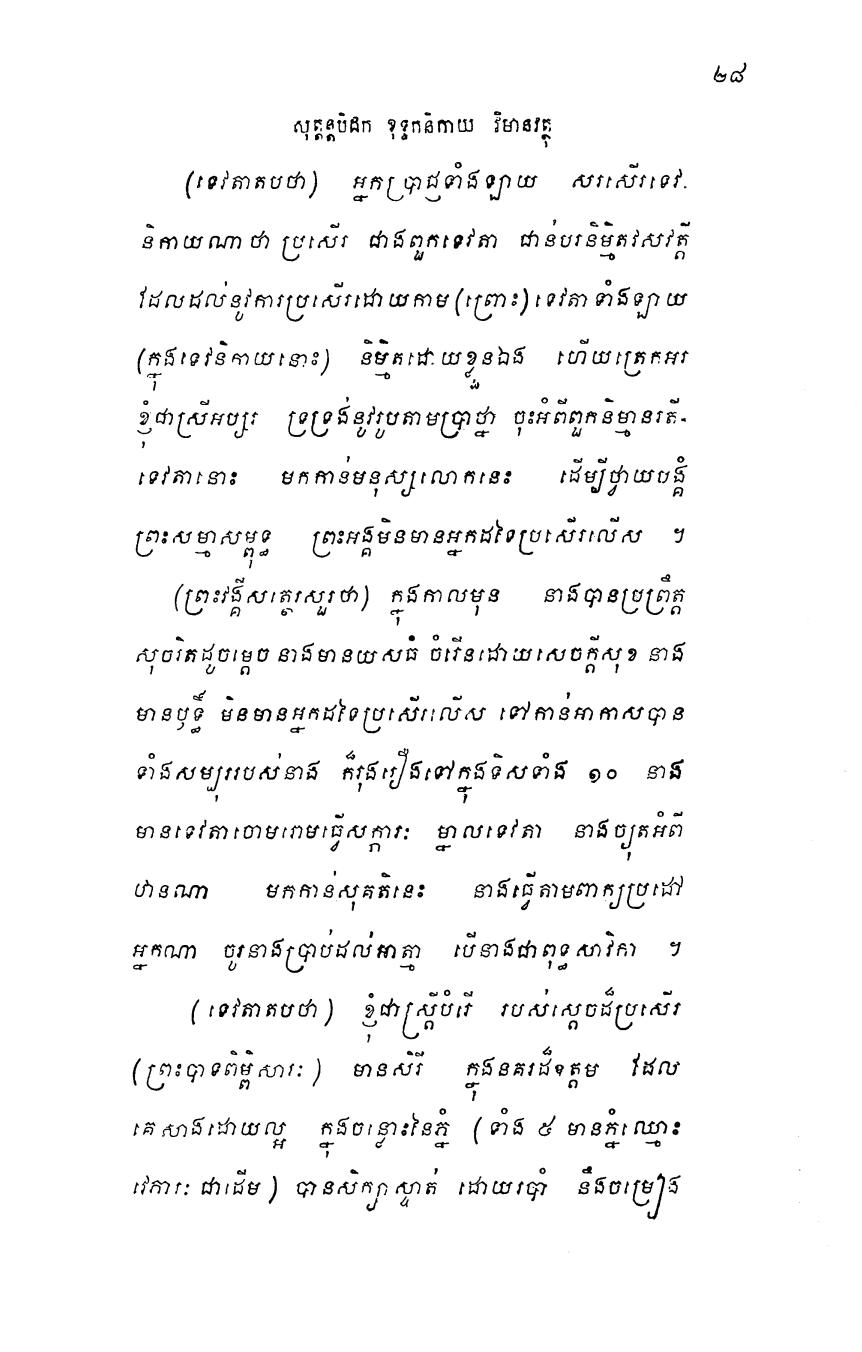 ២៨
សុត្តន្តបិដក ខុទ្ទកនិកាយ វិមានវត្ថុ
(ទេវតាតបថា) អ្នកប្រាជ្ញទាំងឡាយ សរសើរទេវ-
និកាយណាថា ប្រសើរ ជាងពួកទេវតា ជាន់បរនិម្មិតវសវត្តី
ដែលដល់នូវការប្រសើរដោយកាម (ព្រោះ) ទេវតាទាំងឡាយ
(ក្នុងទេវនិកាយនោះ) និម្មិតដោយខ្លួនឯង ហើយត្រេកអរ
ខ្ញុំជាស្រីអប្សរ ទ្រទ្រង់នូវរូបតាមប្រាថ្នា ចុះអំពីពួកនិម្មានរតី-
ទេវតានោះ មកកាន់មនុស្សលោកនេះ ដើម្បីថ្វាយបង្គំ
ព្រះសម្មាសម្ពុទ្ធ ព្រះអង្គមិនមានអ្នកដទៃប្រសើរលើស ។
(ព្រះវង្គីសត្ថេរសួរថា) ក្នុងកាលមុន នាងបានប្រព្រឹត្ត
សុចរិតដូចម្តេច នាងមានយសធំ ចំរើនដោយសេចក្តីសុខ នាង
មានឫទ្ធិ៍ មិនមានអ្នកដទៃប្រសើរលើស ទៅកាន់អាកាសបាន
ទាំងសម្បុររបស់នាង ក៏រុងរឿងទៅក្នុងទិសទាំង ១០ នាង
មានទេវតាចោមរោមធ្វើសក្ការៈ ម្នាលទេវតា នាងច្យុតអំពី
ឋានណា មកកាន់សុគតិនេះ នាងធ្វើតាមពាក្យប្រដៅ
អ្នកណា ចូរនាងប្រាប់ដល់អាត្មា បើនាងជាពុទ្ធសាវិកា ។
(ទេវតាតបថា) ខ្ញុំជាស្រ្តីបំរើ របស់ស្តេចដ៏ប្រសើរ
(ព្រះបាទពិម្ពិសារៈ) មានសិរី ក្នុងនគរដ៏ឧត្តម ដែល
គេសាងដោយល្អ ក្នុងចន្លោះនៃភ្នំ (ទាំង ៥ មានភ្នំឈ្មោះ
វេភារៈ ជាដើម) បានសិក្សាស្ទាត់ ដោយរបាំ និងចម្រៀង